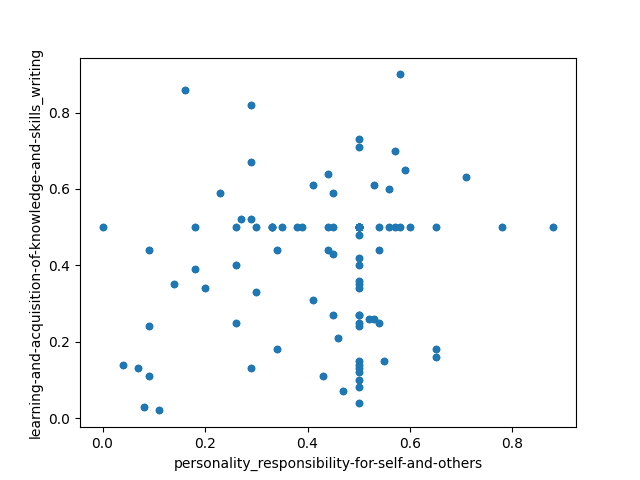 learning-and-acquisition-of-knowledge-and-skills_writing
0.8
0.6
0.4
0.2
0.0
0.0 0.2 0.4 0.6 0.8
personality_responsibility-for-self-and-others